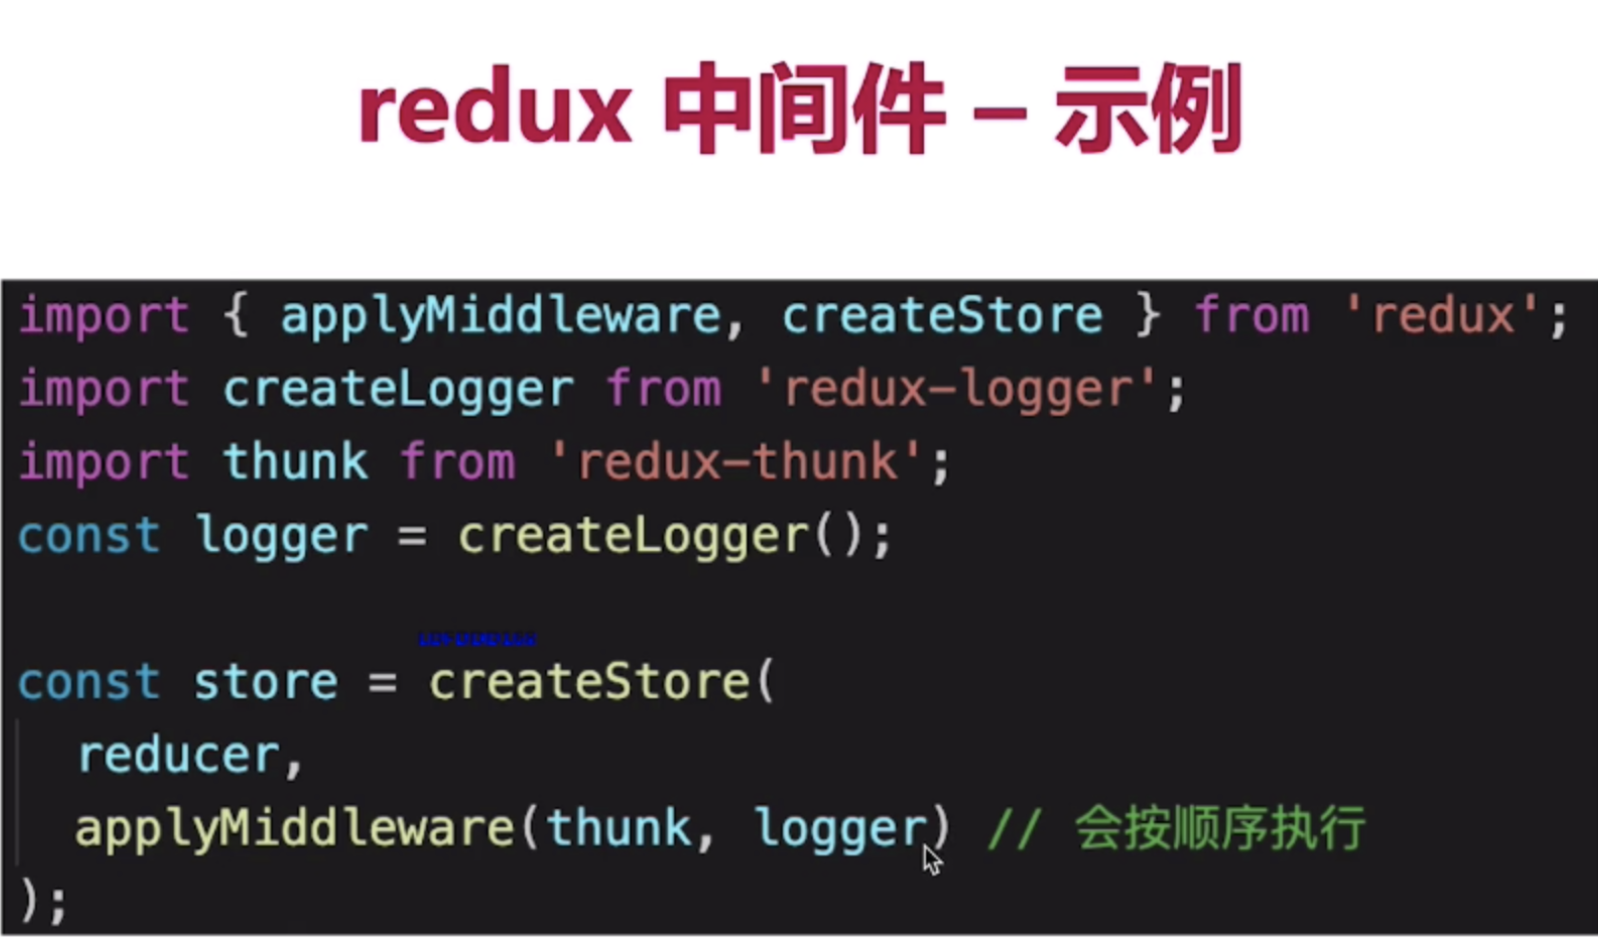 redux 中间件 – 示例
import { applyMiddleware, createStore } from 'redux';
import createLogger from 'redux-logger';
import thunk from 'redux-thunk';
const logger = createLogger();
const store = createStore(
reducer,
applyMiddleware(thunk, logger) // 会按顺序执行
);